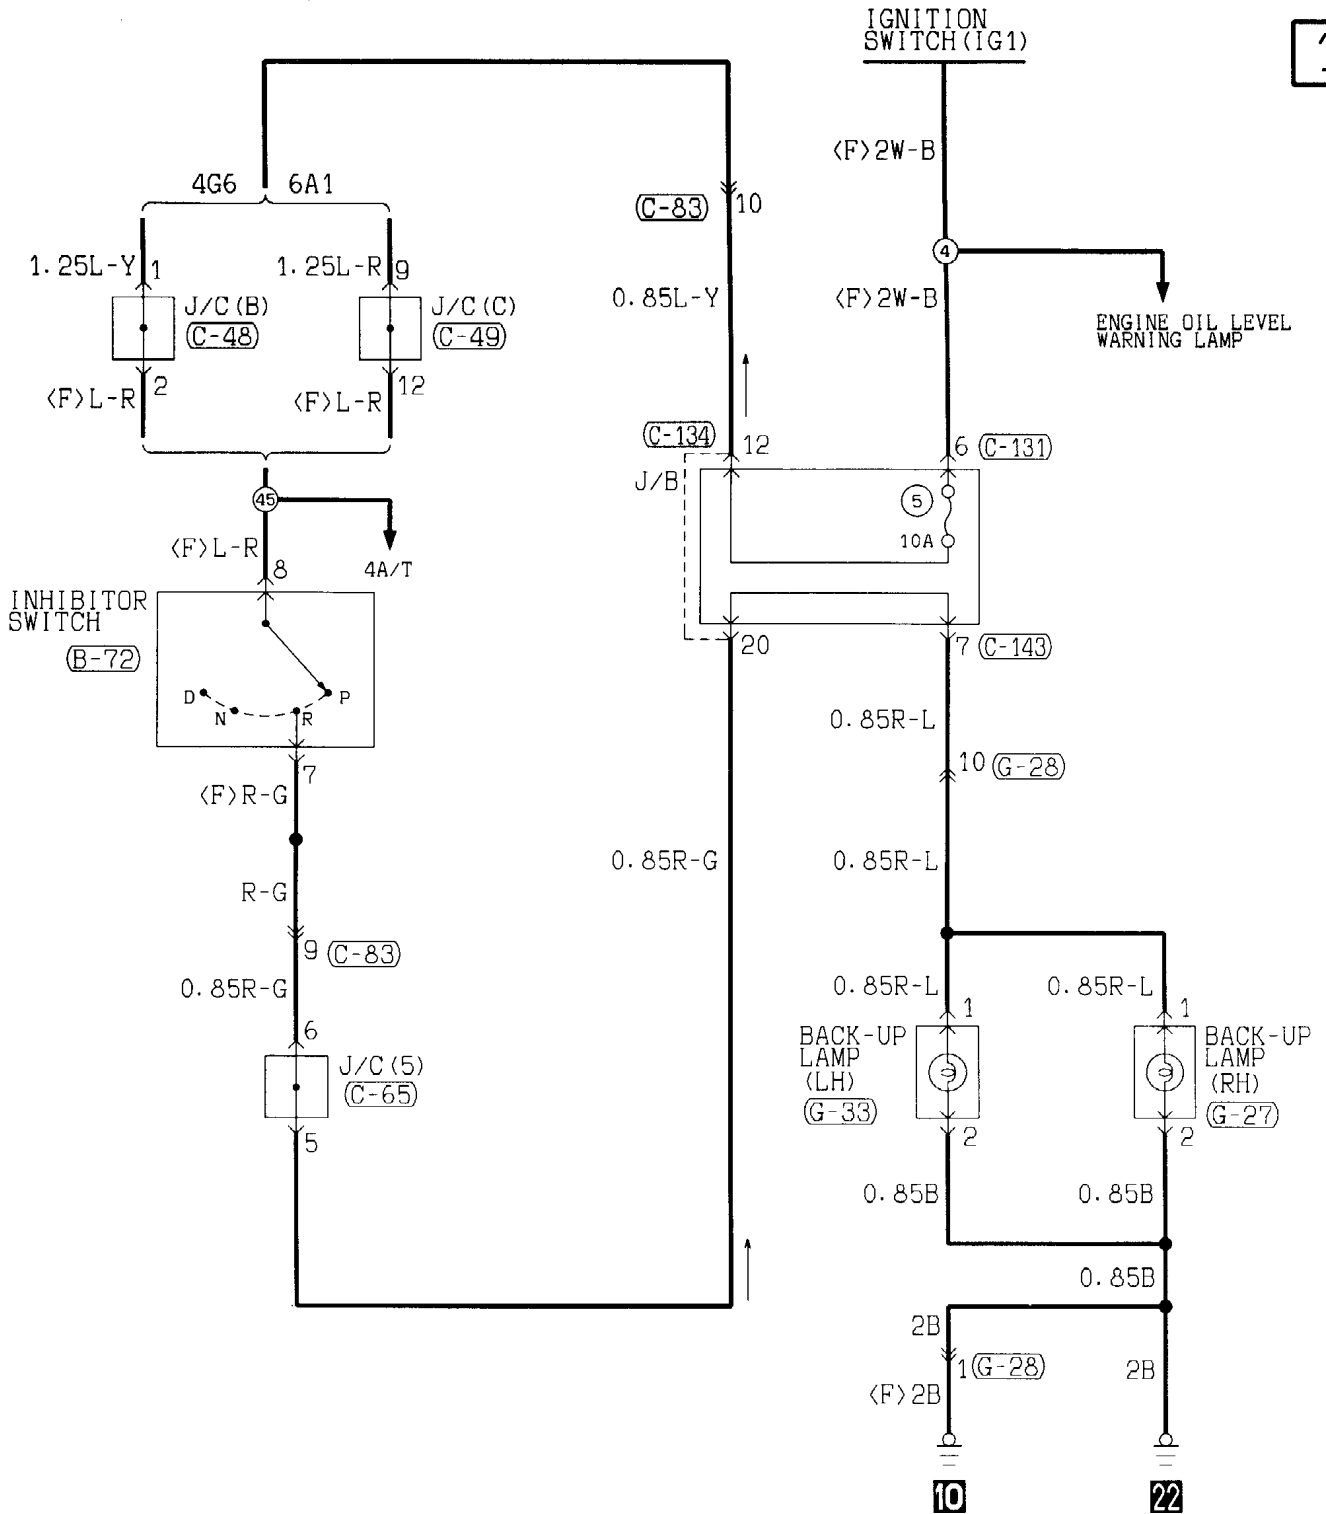 IGNITION
SWITCH(IG1)
<F>2W-B
4G6
6A1
C-83
10
4
1.25L-Y
1
1.25L-R
9
0.85L-Y
<F>2W-B
J/C(B)
C-48
J/C(C)
C-49
ENGINE OIL LEVEL
WARNING LAMP
2
<F>L-R
12
<F>L-R
C-134
12
6
C-131
J/B
5
10A
45
<F>L-R
8
4A/T
INHIBITOR
SWITCH
B-72
D
N
R
P
20
7
C-143
0.85R-L
7
<F>R-G
10
G-28
0.85R-G
0.85R-L
R-G
9
C-83
0.85R-G
0.85R-L
1
0.85R-L
1
6
J/C(5)
C-65
5
BACK-UP
LAMP
(LH)
G-33
2
BACK-UP
LAMP
(RH)
G-27
2
0.85B
0.85B
0.85B
2B
1
G-28
2B
<F>2B
10
22